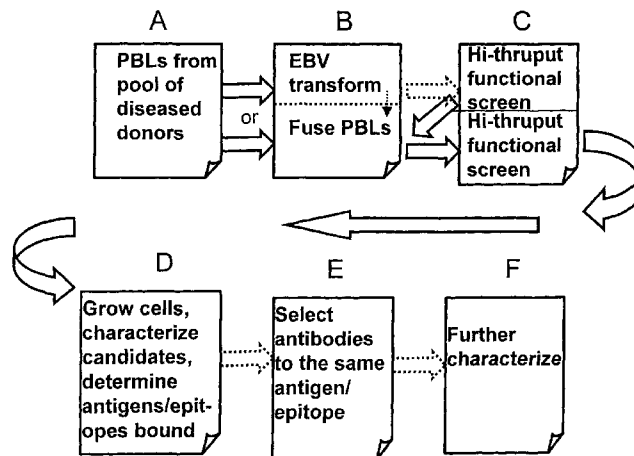 A
B
C
PBLs from
pool of
diseased
donors
or
EBV
transform
Fuse PBLs
Hi-thruput
functional
screen
Hi-thruput
functional
screen
D
E
F
Grow cells,
characterize
candidates,
determine
antigens/epit-
opes bound
Select
antibodies
to the same
antigen/
epitope
Further
characterize